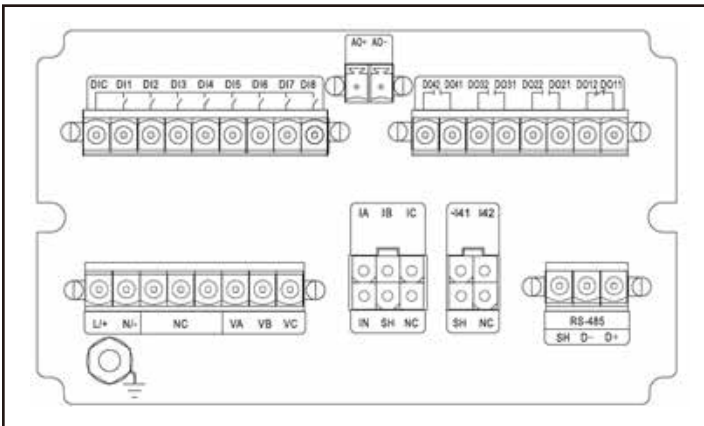 AO+ AO-
DIC DI1 DI2 DI3 DI4 DI5 DI6 DI7 DI8
DO42 DO41 DO32 DO31 DO22 DO21 DO12 DO11
IA IB IC
-I41 I42
L/+ N/- NC VA VB VC
IN SH NC
SH NC
RS-485
SH D- D+